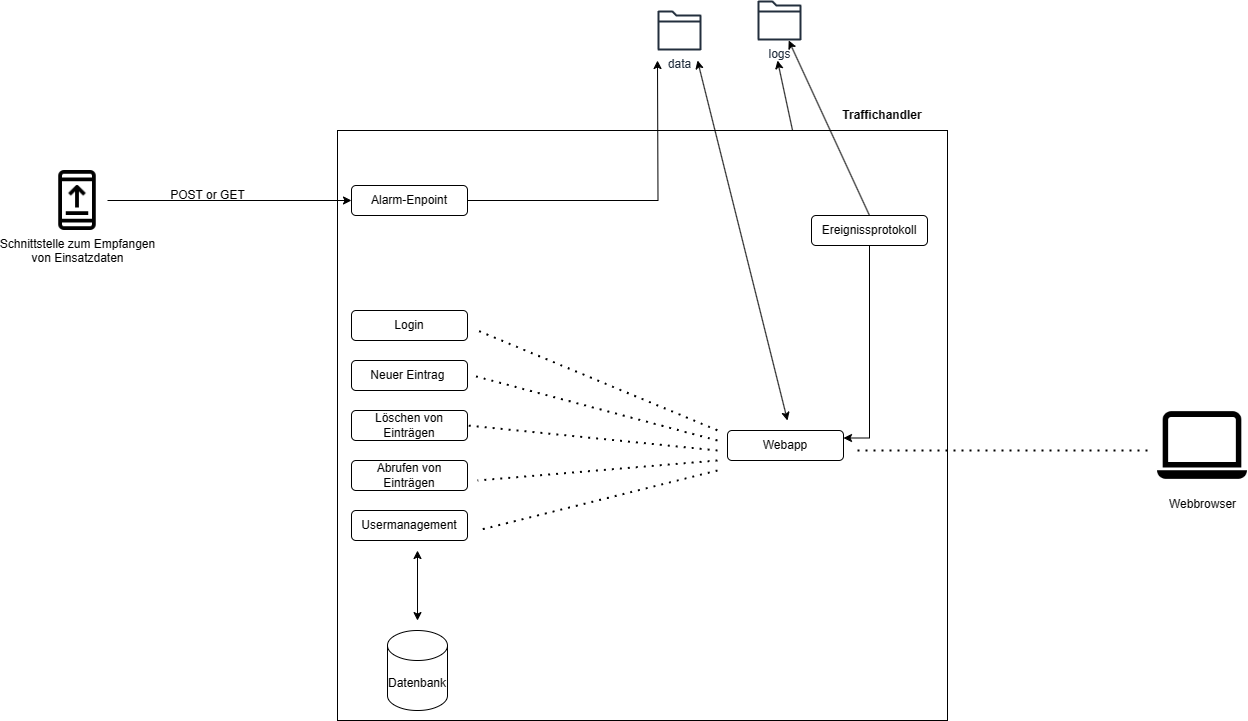 data
logs
Traffichandler
POST or GET
Alarm-Enpoint
Schnittstelle zum Empfangen
von Einsatzdaten
Ereignissprotokoll
Login
Neuer Eintrag
Löschen von
Einträgen
Abrufen von
Einträgen
Usermanagement
Webapp
Webbrowser
Datenbank